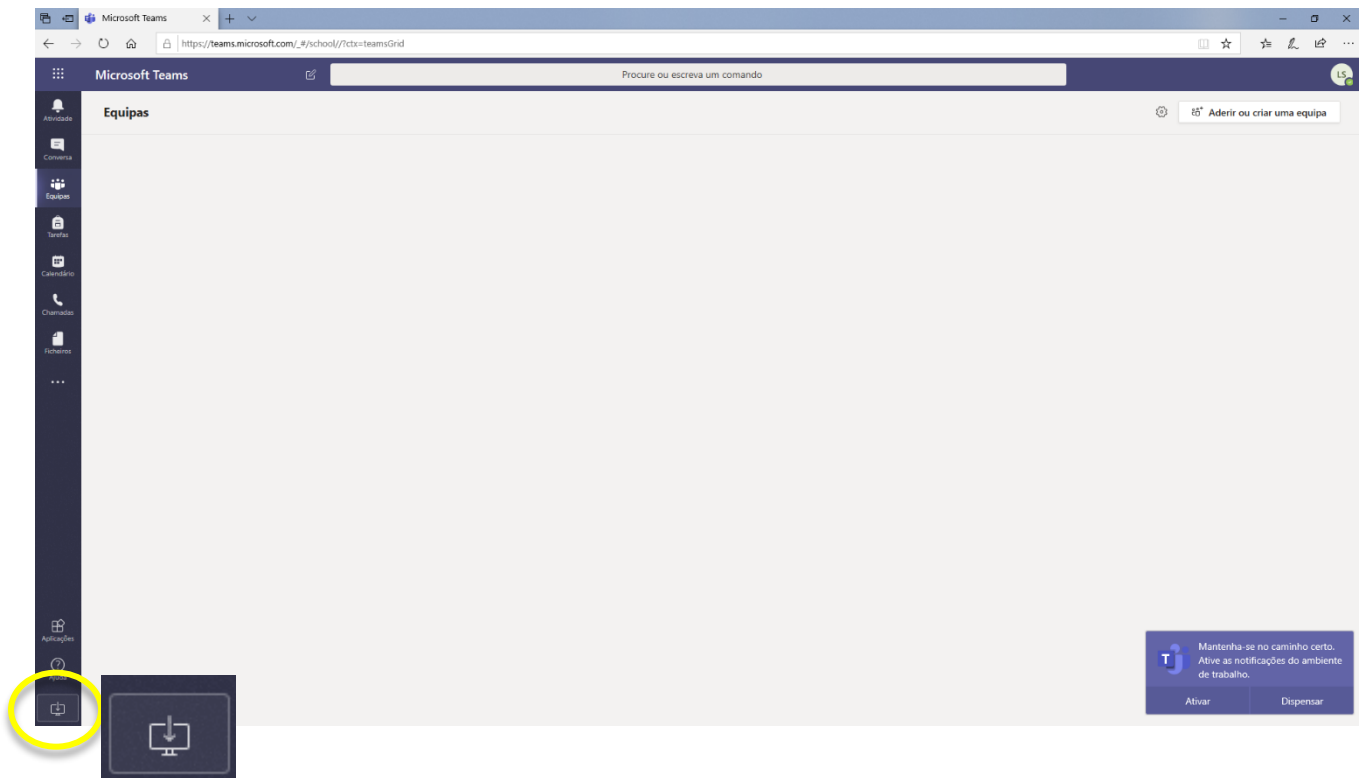 Microsoft Teams
https://teams.microsoft.com/_#/school//?ctx=teamsGrid
Microsoft Teams
Procure ou escreva um comando
LS
Atividade
Equipas
Aderir ou criar uma equipa
Conversa
Equipas
Tarefas
Calendário
Chamadas
Ficheiros
Aplicações
Ajuda
T
Mantenha-se no caminho certo.
Ative as notificações do ambiente
de trabalho.
Ativar
Dispensar